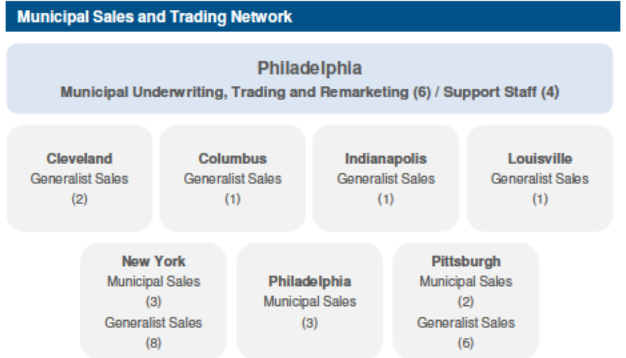 Municipal Sales and Trading Network
Philadelphia
Municipal Underwriting, Trading and Remarketing (6) / Support Staff (4)
Cleveland
Generalist Sales
(2)
Columbus
Generalist Sales
(1)
Indianapolis
Generalist Sales
(1)
Louisville
Generalist Sales
(1)
New York
Municipal Sales
(3)
Generalist Sales
(8)
Philadelphia
Municipal Sales
(3)
Pittsburgh
Municipal Sales
(2)
Generalist Sales
(6)